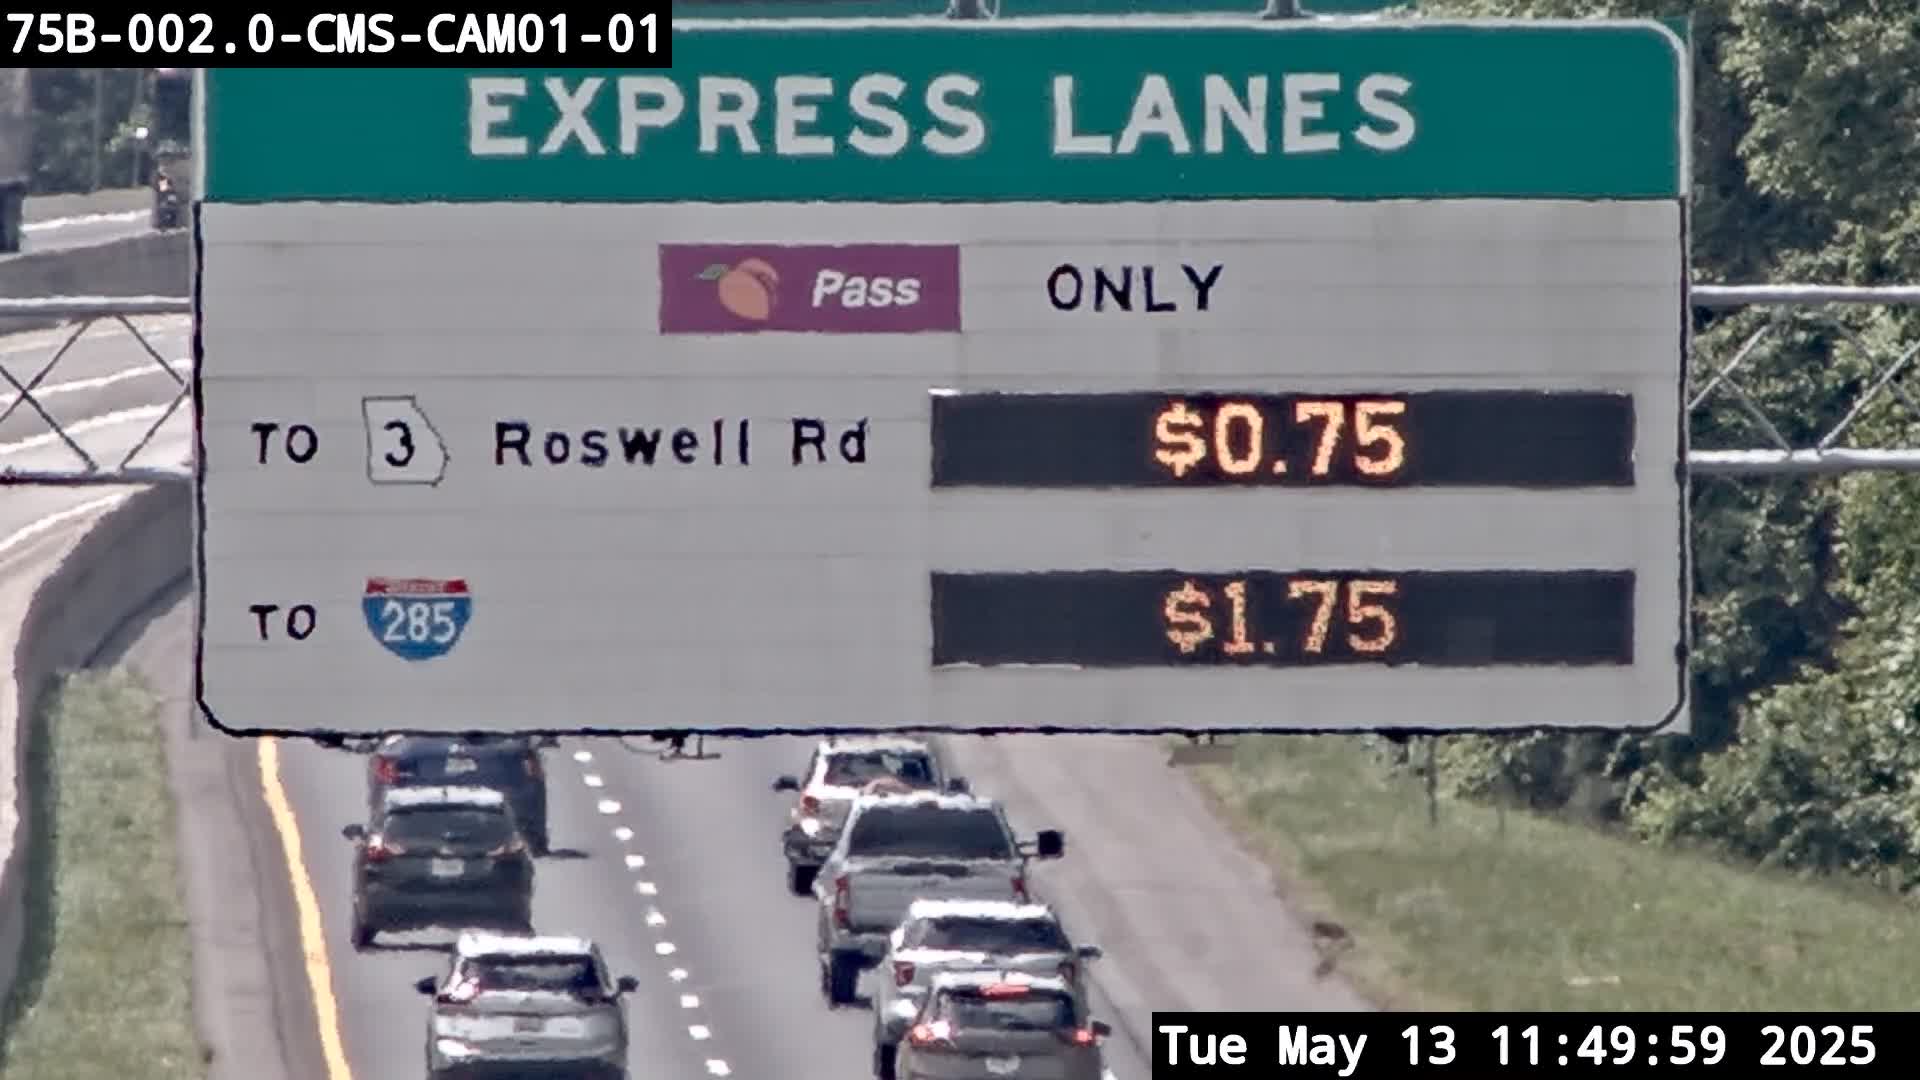 75B-002.0-CMS-CAM01-01
EXPRESS LANES
Pass ONLY
TO 3 Roswell Rd $0.75
TO 285 $1.75
Tue May 13 11:49:59 2025